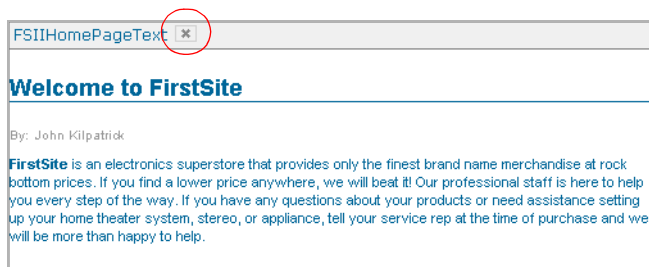 FSIIHomePageText
Welcome to FirstSite
By: John Kilpatrick
FirstSite is an electronics superstore that provides only the finest brand name merchandise at rock
bottom prices. If you find a lower price anywhere, we will beat it! Our professional staff is here to help
you every step of the way. If you have any questions about your products or need assistance setting
up your home theater system, stereo, or appliance, tell your service rep at the time of purchase and we
will be more than happy to help.